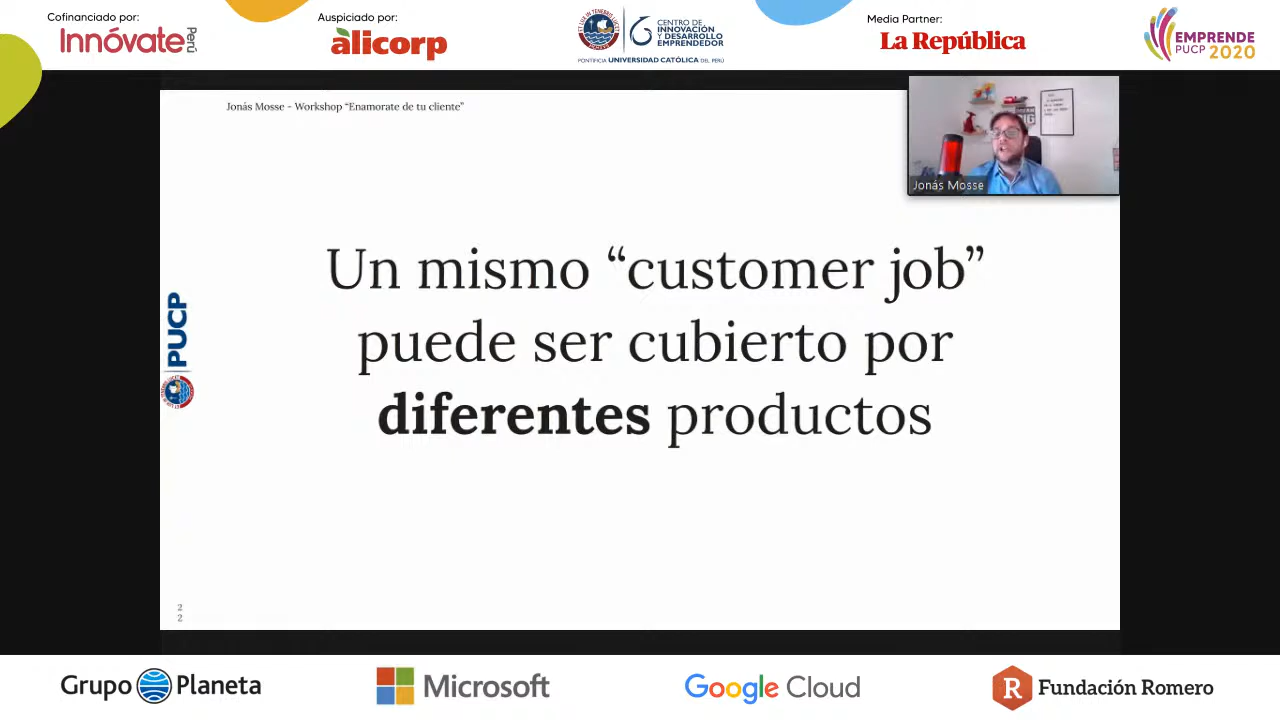 Cofinanciado por:
Innóvate Perú
Auspiciado por:
alicorp
CENTRO DE
INNOVACIÓN
Y DESARROLLO
EMPRENDEDOR
PONTIFICIA UNIVERSIDAD CATÓLICA DEL PERÚ
Media Partner:
La República
EMPRENDE
PUCP 2020
Jonás Mosse - Workshop “Enamorate de tu cliente”
Jonás Mosse
Un mismo “customer job”
puede ser cubierto por
diferentes productos
PUCP
2
2
Grupo Planeta
Microsoft
Google Cloud
R Fundación Romero